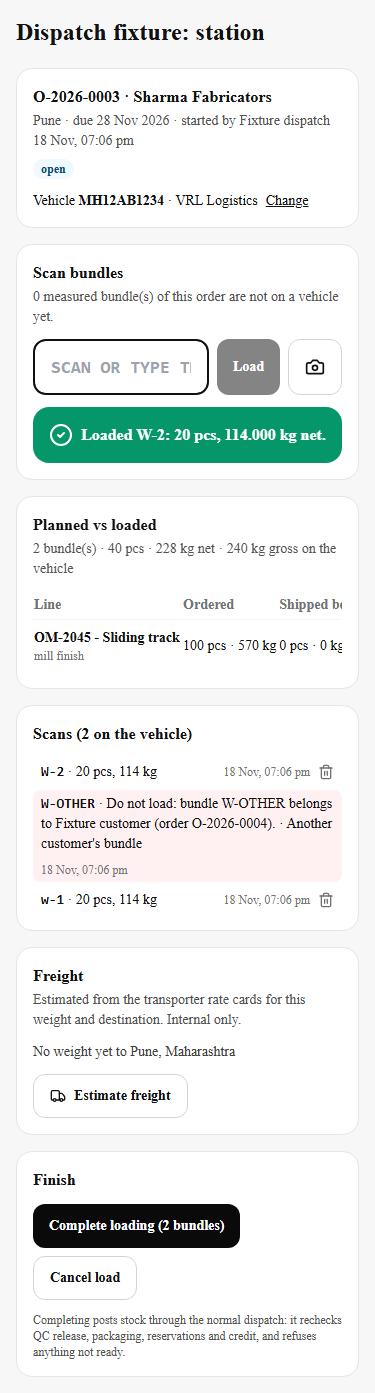 Dispatch fixture: station
O-2026-0003 · Sharma Fabricators
Pune · due 28 Nov 2026 · started by Fixture dispatch
18 Nov, 07:06 pm
open
Vehicle MH12AB1234 · VRL Logistics Change
Scan bundles
0 measured bundle(s) of this order are not on a vehicle
yet.
SCAN OR TYPE
Load
Loaded W-2: 20 pcs, 114.000 kg net.
Planned vs loaded
2 bundle(s) · 40 pcs · 228 kg net · 240 kg gross on the
vehicle
Line Ordered Shipped
OM-2045 - Sliding track 100 pcs · 570 kg 0 pcs · 0 kg
mill finish
Scans (2 on the vehicle)
W-2 · 20 pcs, 114 kg 18 Nov, 07:06 pm
W-OTHER · Do not load: bundle W-OTHER belongs
to Fixture customer (order O-2026-0004). · Another
customer's bundle
18 Nov, 07:06 pm
w-1 · 20 pcs, 114 kg 18 Nov, 07:06 pm
Freight
Estimated from the transporter rate cards for this
weight and destination. Internal only.
No weight yet to Pune, Maharashtra
Estimate freight
Finish
Complete loading (2 bundles)
Cancel load
Completing posts stock through the normal dispatch: it rechecks
QC release, packaging, reservations and credit, and refuses
anything not ready.